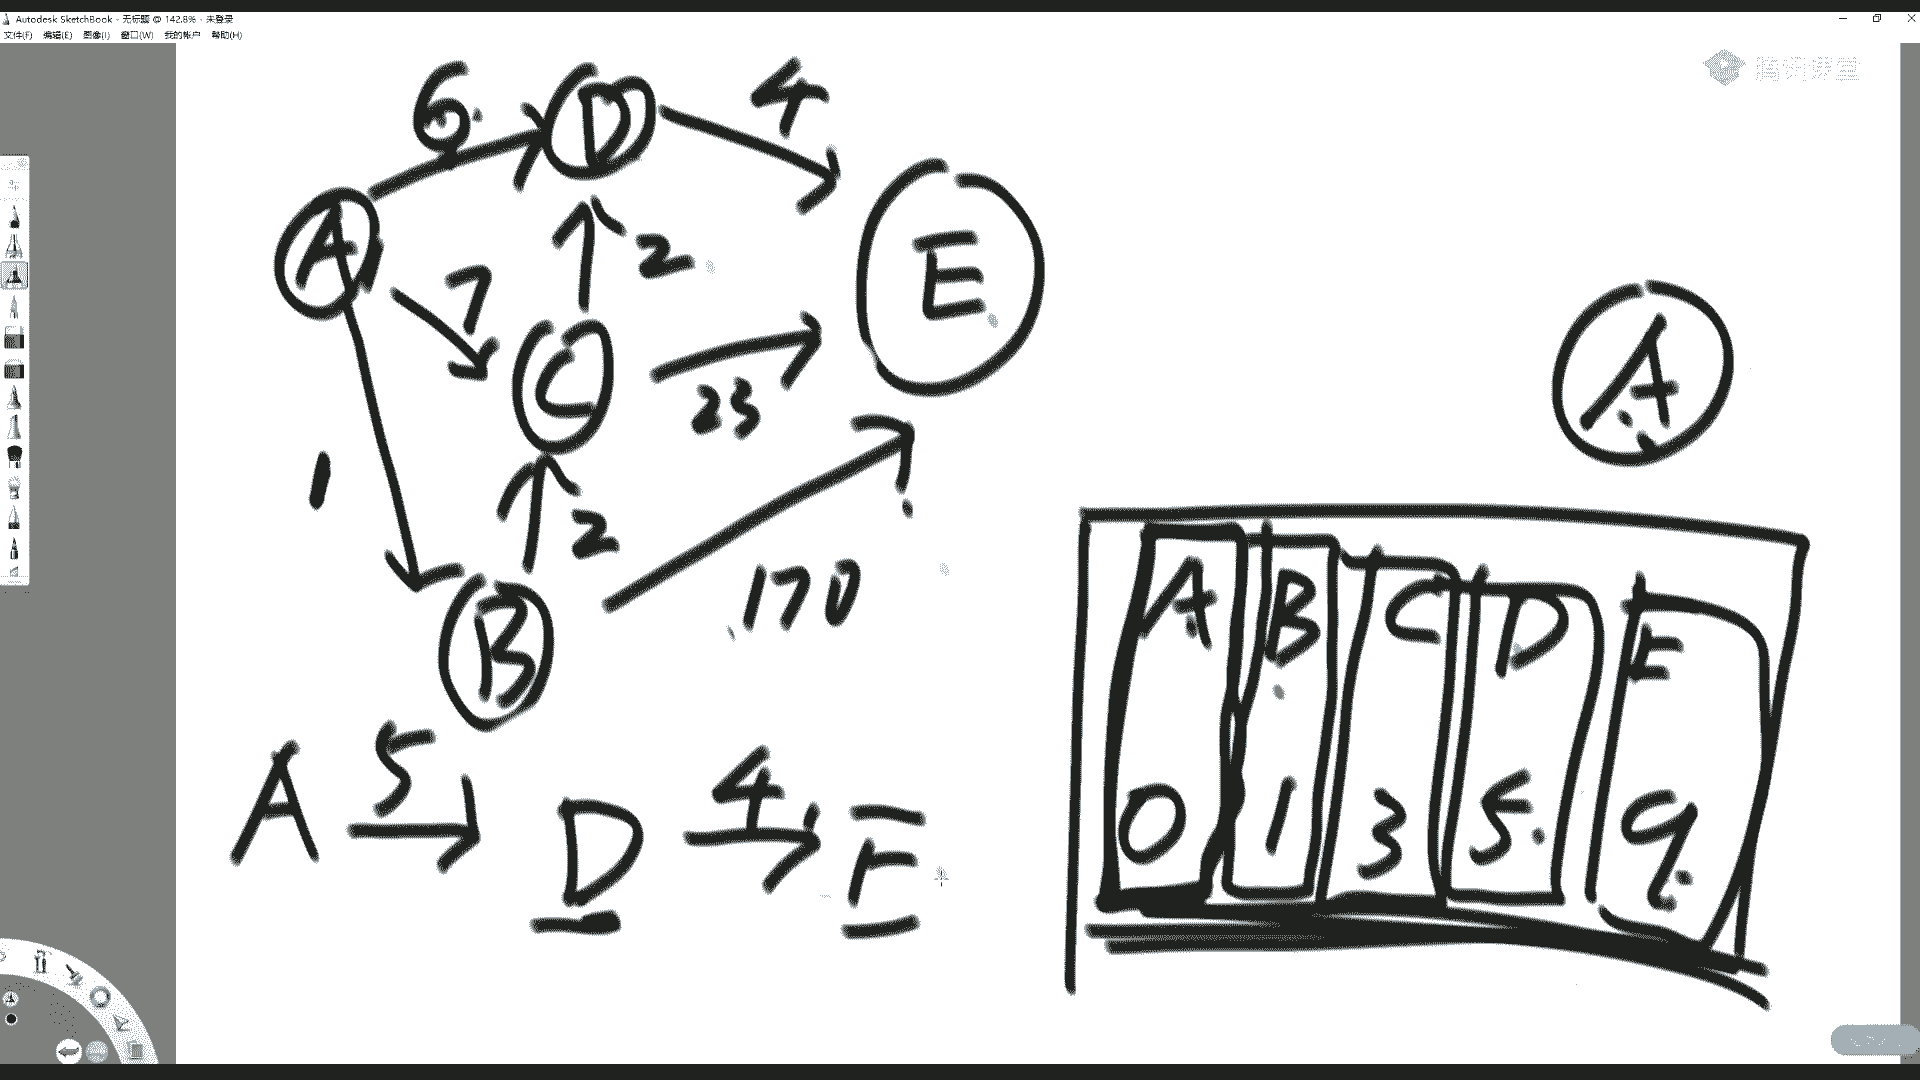 Autodesk SketchBook - 无标题 @ 142.8% - 未登录
文件(F) 编辑(E) 图像(I) 窗口(W) 我的帐户 帮助(H)
腾讯课堂
6 D 4
A 7 2 E
C 23
A
1 2
170
B
A B C D E
0 1 3 5 9
A 5 D 4 E